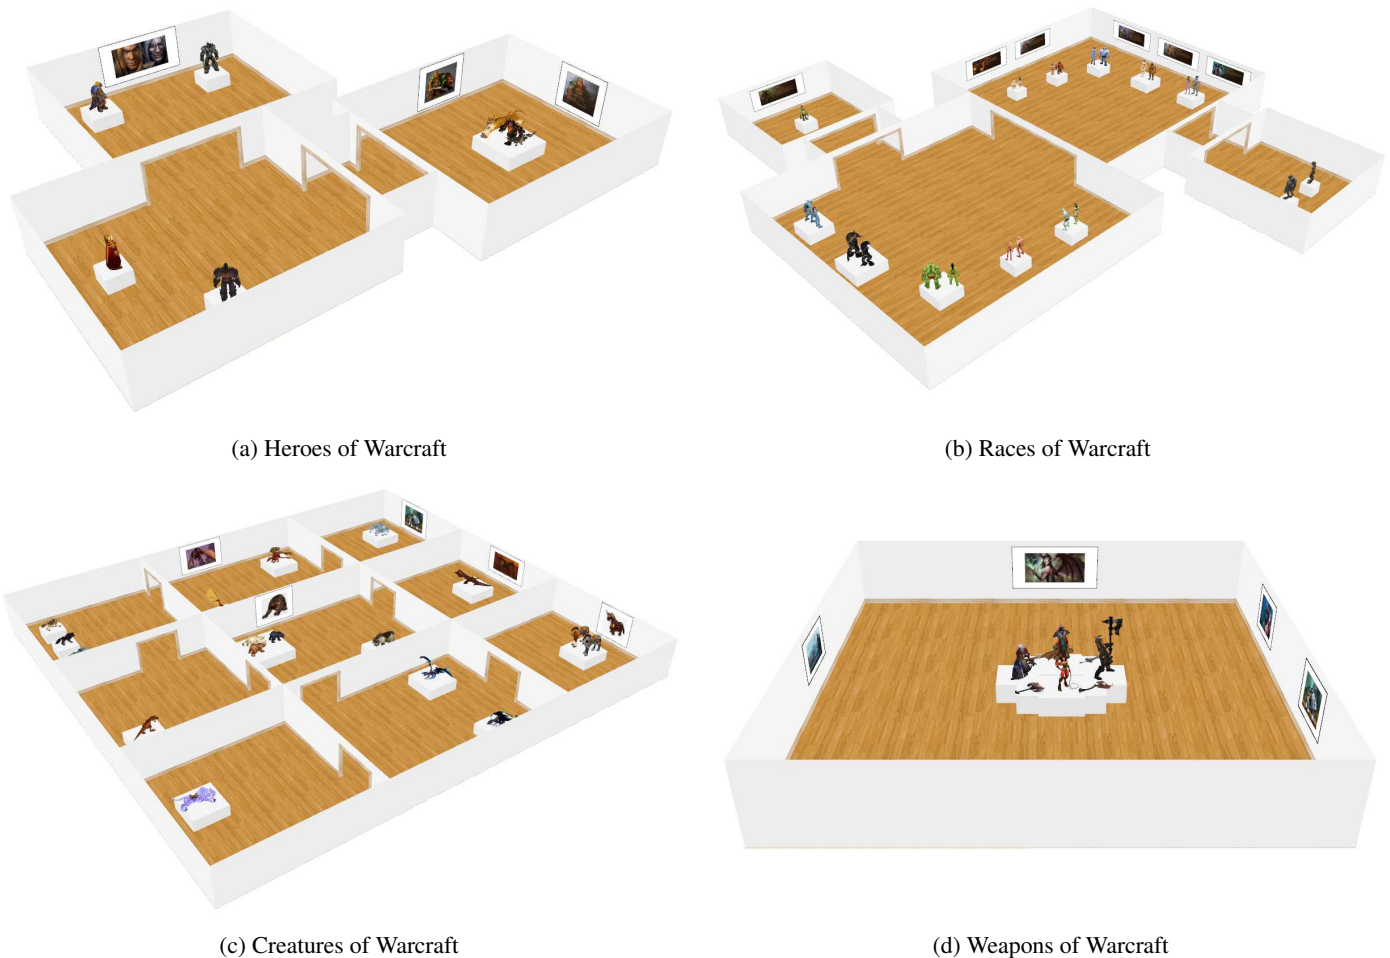 (a) Heroes of Warcraft
(b) Races of Warcraft
(c) Creatures of Warcraft
(d) Weapons of Warcraft